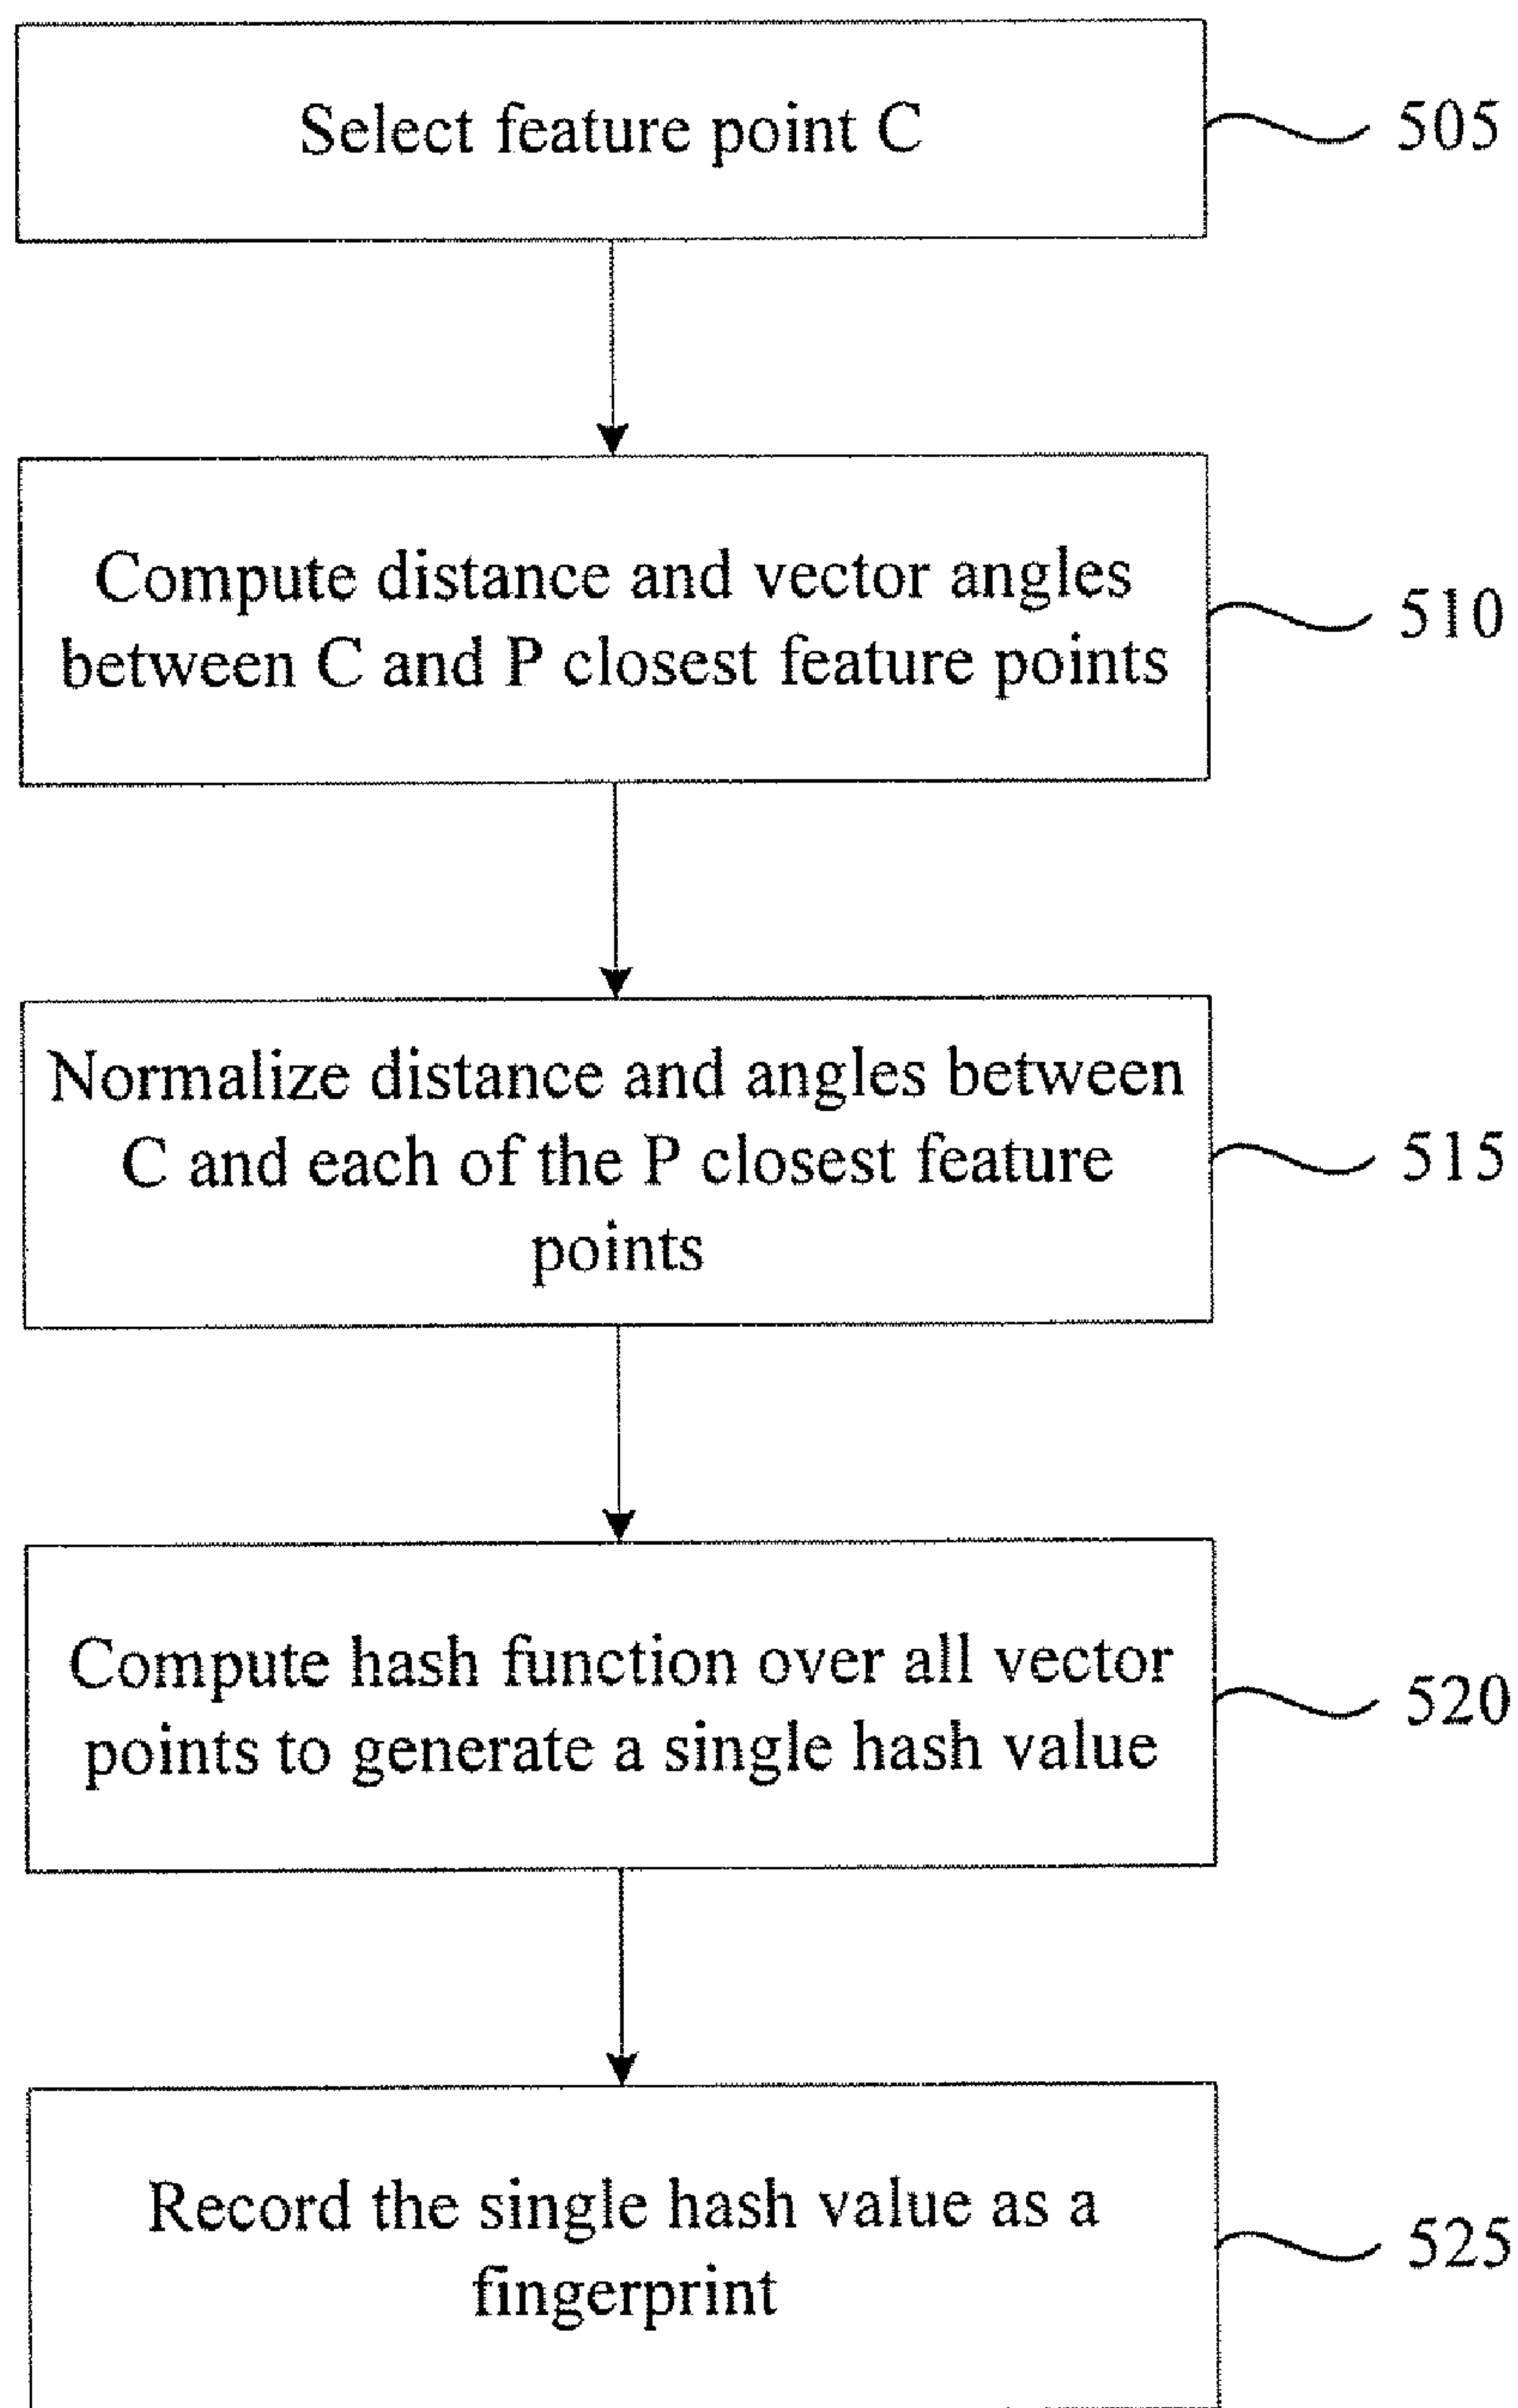 Select feature point C
505
Compute distance and vector angles
between C and P closest feature points
510
Normalize distance and angles between
C and each of the P closest feature
points
515
Compute hash function over all vector
points to generate a single hash value
520
Record the single hash value as a
fingerprint
525